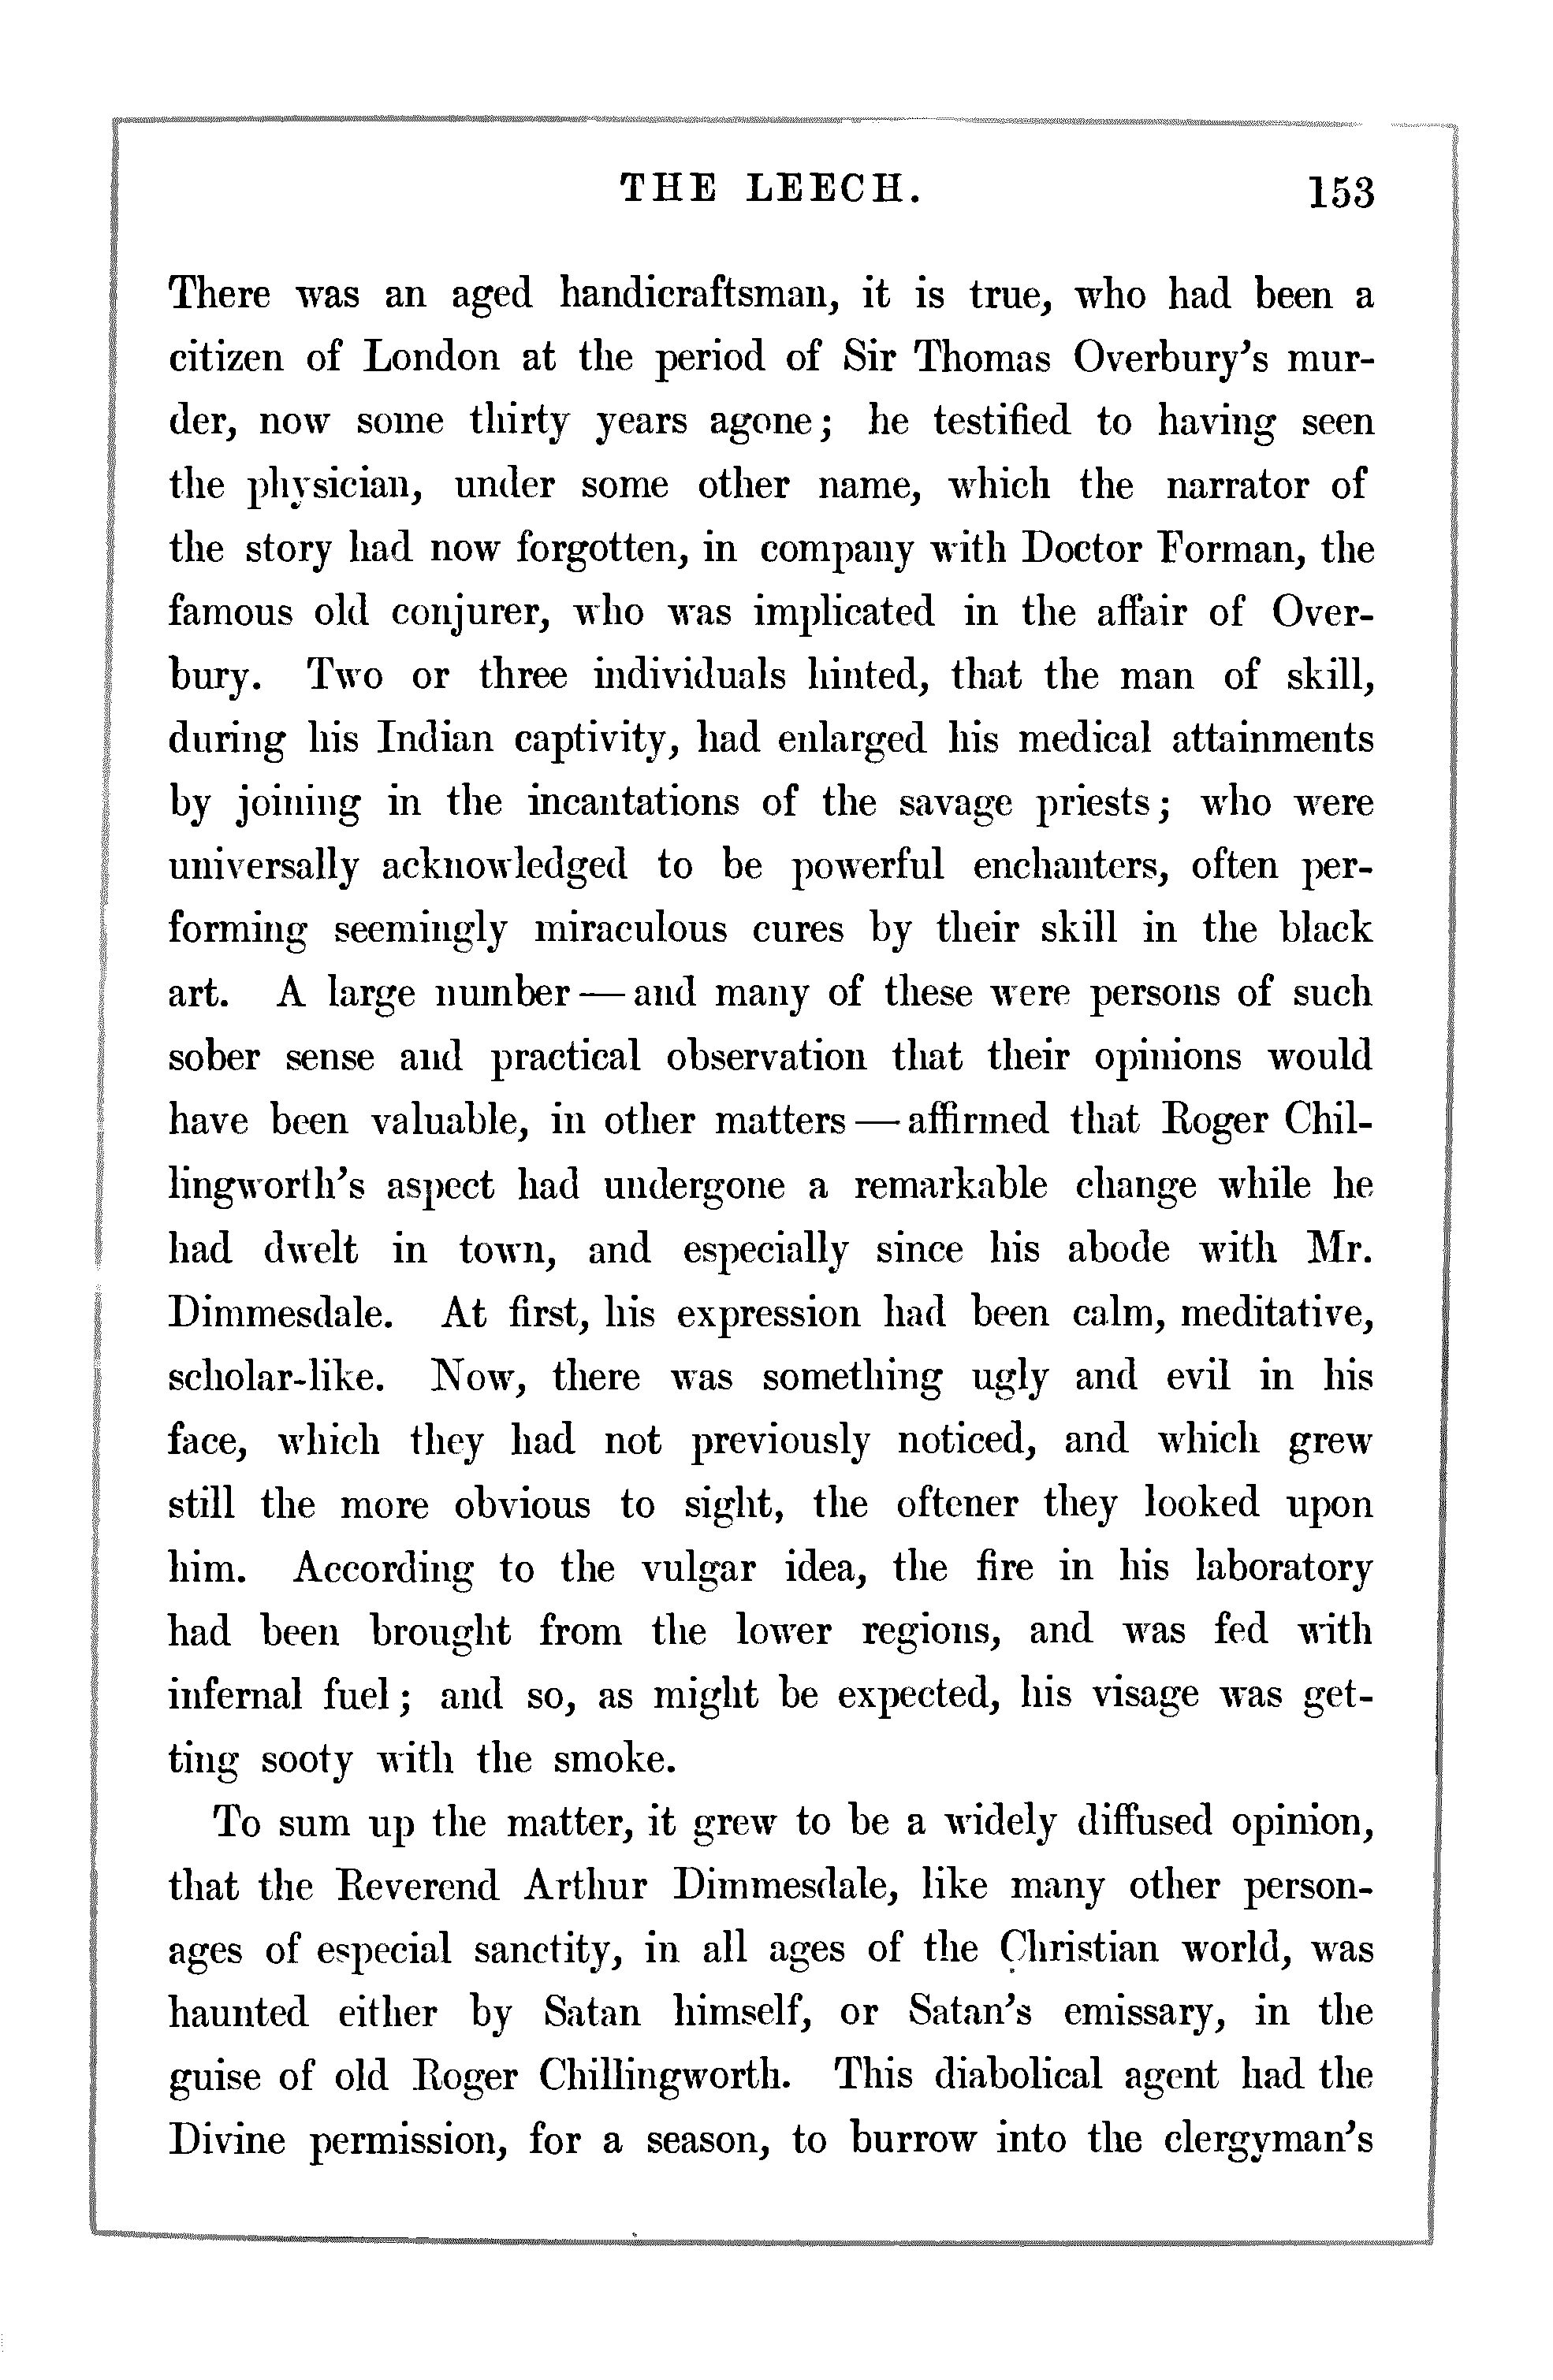 THE LEECH. 153
There was an aged handicraftsman, it is true, who had been a
citizen of London at the period of Sir Thomas Overbury's mur-
der, now some thirty years agone; he testified to having seen
the physician, under some other name, which the narrator of
the story had now forgotten, in company with Doctor Forman, the
famous old conjurer, who was implicated in the affair of Over-
bury. Two or three individuals hinted, that the man of skill,
during his Indian captivity, had enlarged his medical attainments
by joining in the incantations of the savage priests; who were
universally acknowledged to be powerful enchanters, often per-
forming seemingly miraculous cures by their skill in the black
art. A large number — and many of these were persons of such
sober sense and practical observation that their opinions would
have been valuable, in other matters — affirmed that Roger Chil-
lingworth's aspect had undergone a remarkable change while he
had dwelt in town, and especially since his abode with Mr.
Dimmesdale. At first, his expression had been calm, meditative,
scholar-like. Now, there was something ugly and evil in his
face, which they had not previously noticed, and which grew
still the more obvious to sight, the oftener they looked upon
him. According to the vulgar idea, the fire in his laboratory
had been brought from the lower regions, and was fed with
infernal fuel; and so, as might be expected, his visage was get-
ting sooty with the smoke.
To sum up the matter, it grew to be a widely diffused opinion,
that the Reverend Arthur Dimmesdale, like many other person-
ages of especial sanctity, in all ages of the Christian world, was
haunted either by Satan himself, or Satan's emissary, in the
guise of old Roger Chillingworth. This diabolical agent had the
Divine permission, for a season, to burrow into the clergyman's